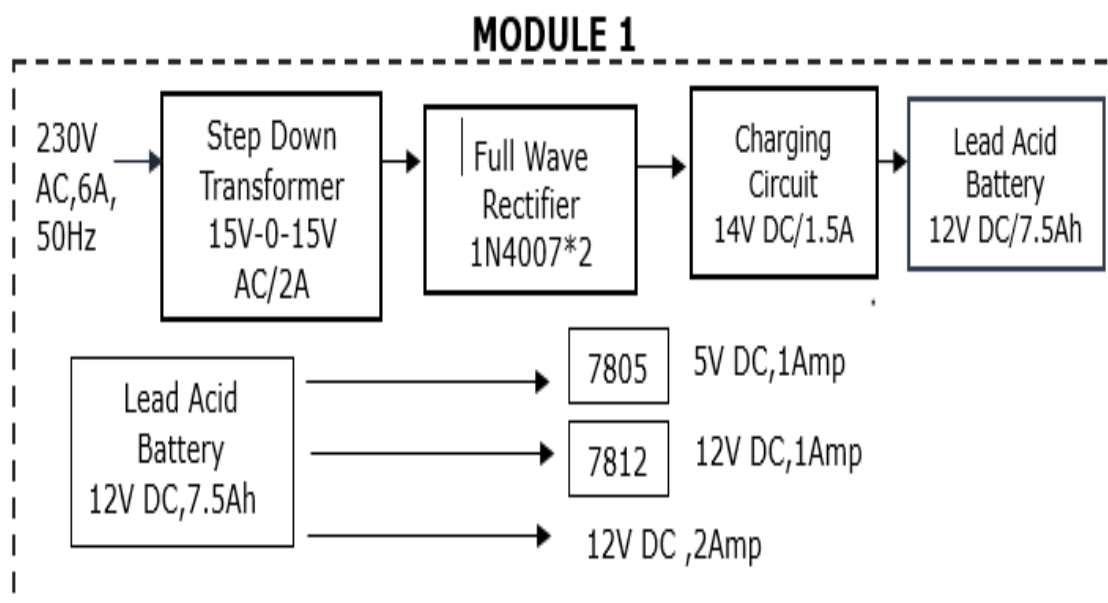 MODULE 1
230V
AC,6A,
50Hz
Step Down
Transformer
15V-0-15V
AC/2A
Full Wave
Rectifier
1N4007*2
Charging
Circuit
14V DC/1.5A
Lead Acid
Battery
12V DC/7.5Ah
Lead Acid
Battery
12V DC,7.5Ah
7805
5V DC,1Amp
7812
12V DC,1Amp
12V DC ,2Amp